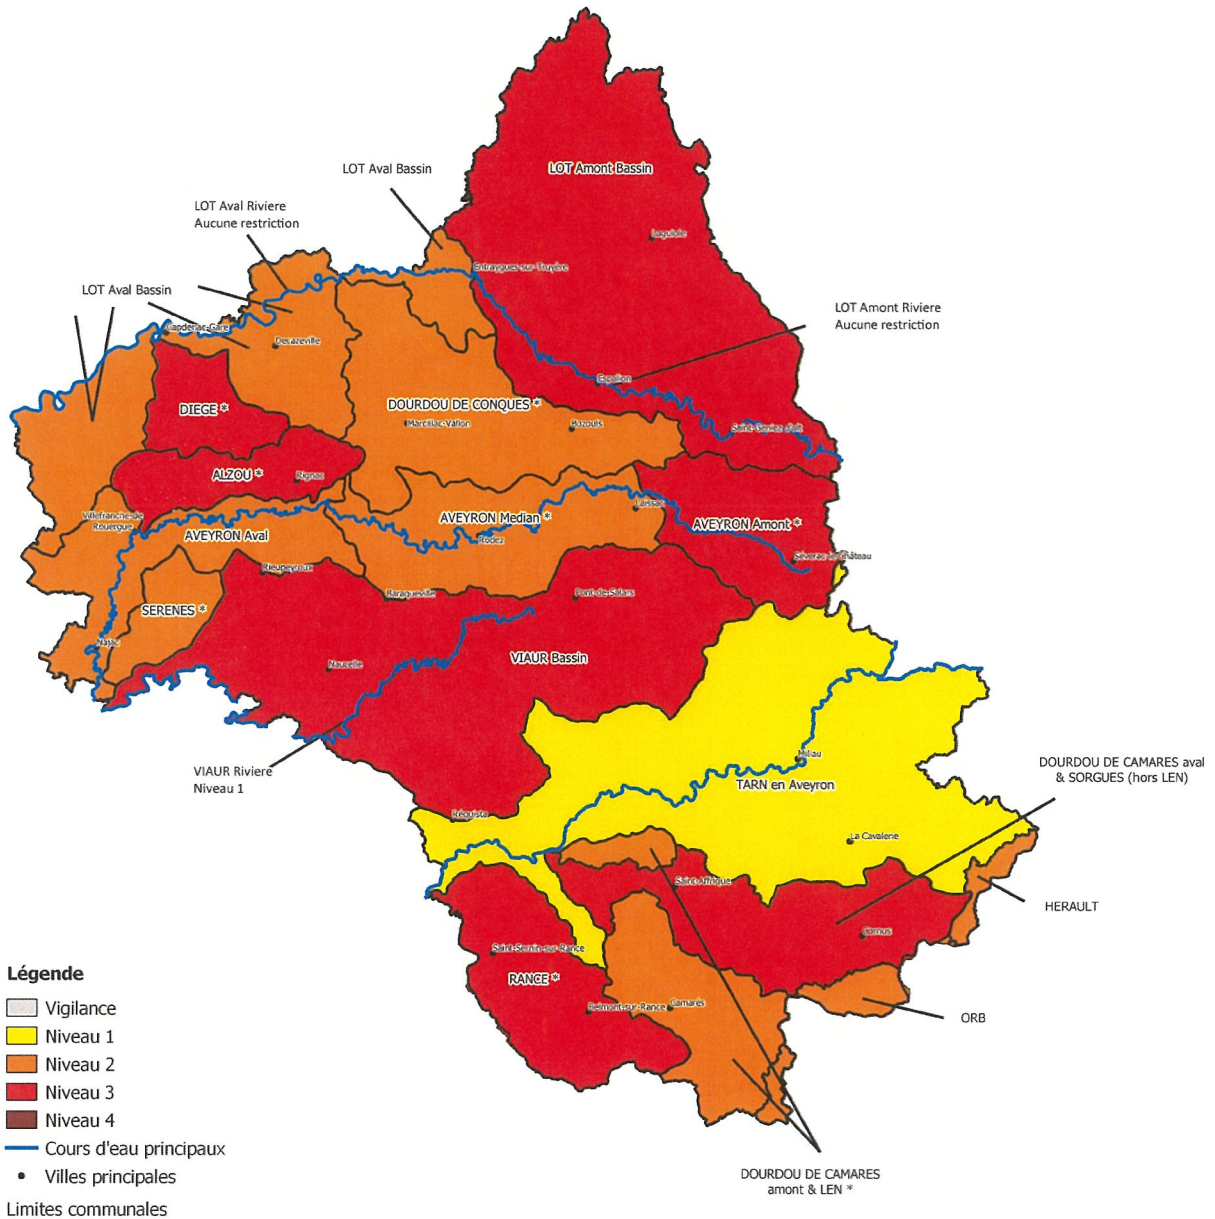 LOT Aval Bassin
LOT Amont Bassin
LOT Aval Riviere
Aucune restriction
Laguiole
Entraygues-sur-Truyère
LOT Aval Bassin
LOT Amont Riviere
Aucune restriction
Capdenac-Gare
Decazeville
Espalion
DIEGE *
DOURDOU DE CONQUES *
Marcillac-Vallon
Bozouls
Saint-Geniez d'olt
ALZOU *
Rignac
Villefranche-de
Rouergue
AVEYRON Aval
AVEYRON Median *
Rodez
Laissac
AVEYRON Amont *
Séverac le Château
Rieupeyroux
Baraqueville
Pont-de-Salars
SERENES *
Najac
Naucelle
VIAUR Bassin
VIAUR Riviere
Niveau 1
Millau
TARN en Aveyron
DOURDOU DE CAMARES aval
& SORGUES (hors LEN)
Réquista
La Cavalerie
Saint-Affrique
HERAULT
Cornus
Saint-Sernin-sur-Rance
RANCE *
Belmont-sur-Rance
Camarès
ORB
DOURDOU DE CAMARES
amont & LEN *
Légende
Vigilance
Niveau 1
Niveau 2
Niveau 3
Niveau 4
Cours d'eau principaux
Villes principales
Limites communales